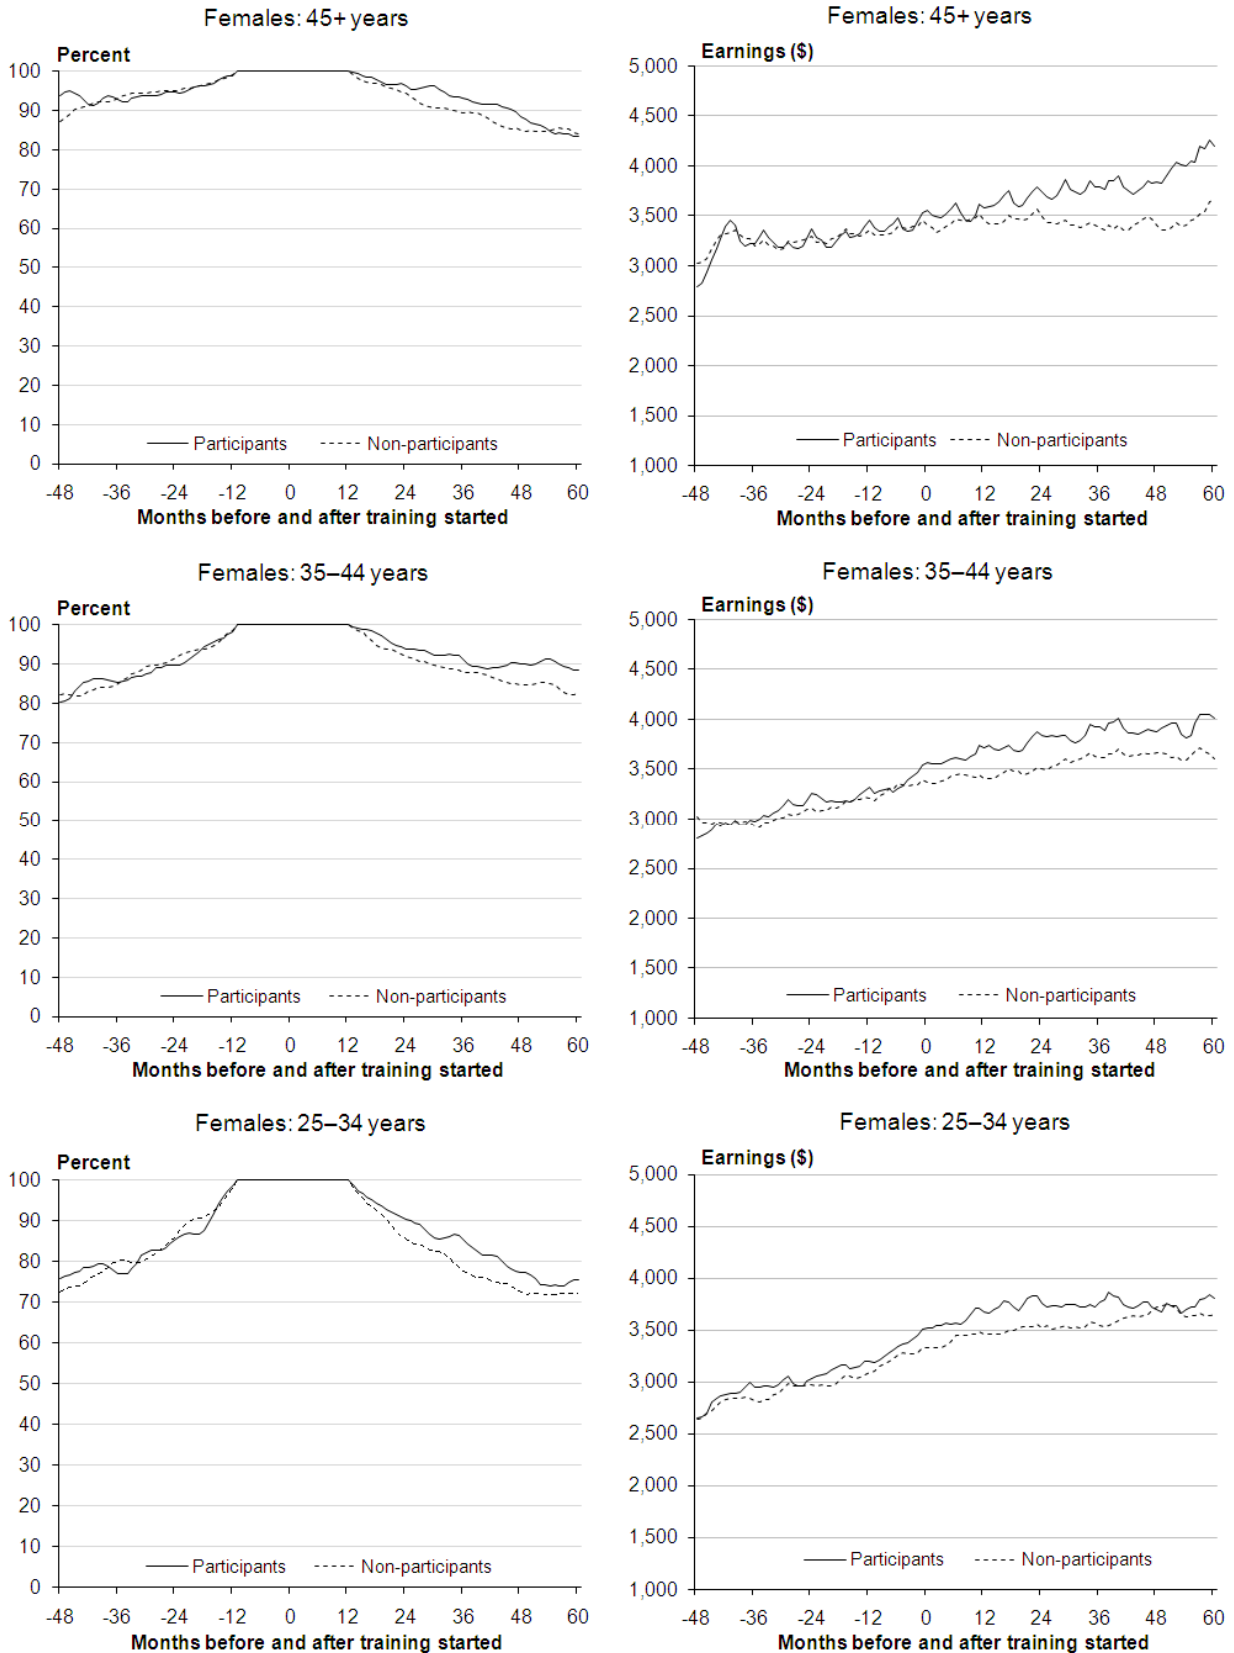 Females: 45+ years
Percent
100
90
80
70
60
50
40
30
20
10
0
Participants Non-participants
-48 -36 -24 -12 0 12 24 36 48 60
Months before and after training started
Females: 45+ years
Earnings ($)
5,000
4,500
4,000
3,500
3,000
2,500
2,000
1,500
1,000
Participants Non-participants
-48 -36 -24 -12 0 12 24 36 48 60
Months before and after training started
Females: 35–44 years
Percent
100
90
80
70
60
50
40
30
20
10
0
Participants Non-participants
-48 -36 -24 -12 0 12 24 36 48 60
Months before and after training started
Females: 35–44 years
Earnings ($)
5,000
4,500
4,000
3,500
3,000
2,500
2,000
1,500
1,000
Participants Non-participants
-48 -36 -24 -12 0 12 24 36 48 60
Months before and after training started
Females: 25–34 years
Percent
100
90
80
70
60
50
40
30
20
10
0
Participants Non-participants
-48 -36 -24 -12 0 12 24 36 48 60
Months before and after training started
Females: 25–34 years
Earnings ($)
5,000
4,500
4,000
3,500
3,000
2,500
2,000
1,500
1,000
Participants Non-participants
-48 -36 -24 -12 0 12 24 36 48 60
Months before and after training started